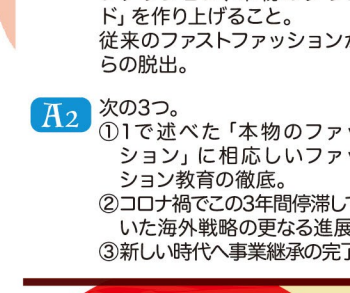 ド」を作り上げること。
従来のファストファッションか
らの脱出。
A2 次の3つ。
①1で述べた「本物のファッ
ション」に相応しいファッ
ション教育の徹底。
②コロナ禍でこの3年間停滞して
いた海外戦略の更なる進展
③新しい時代へ事業継承の完了